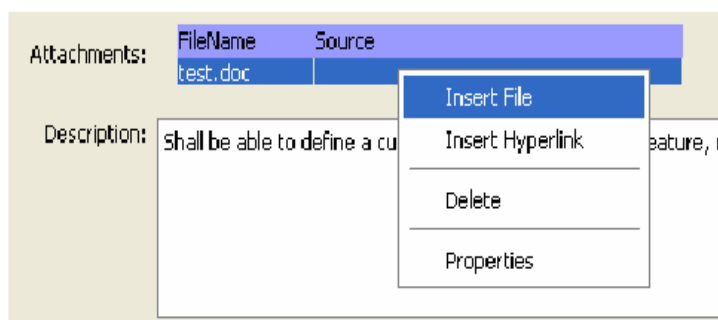 FileName Source
Attachments:
test.doc
Insert File
Description:
Shall be able to define a cu eature,
Insert Hyperlink
Delete
Properties